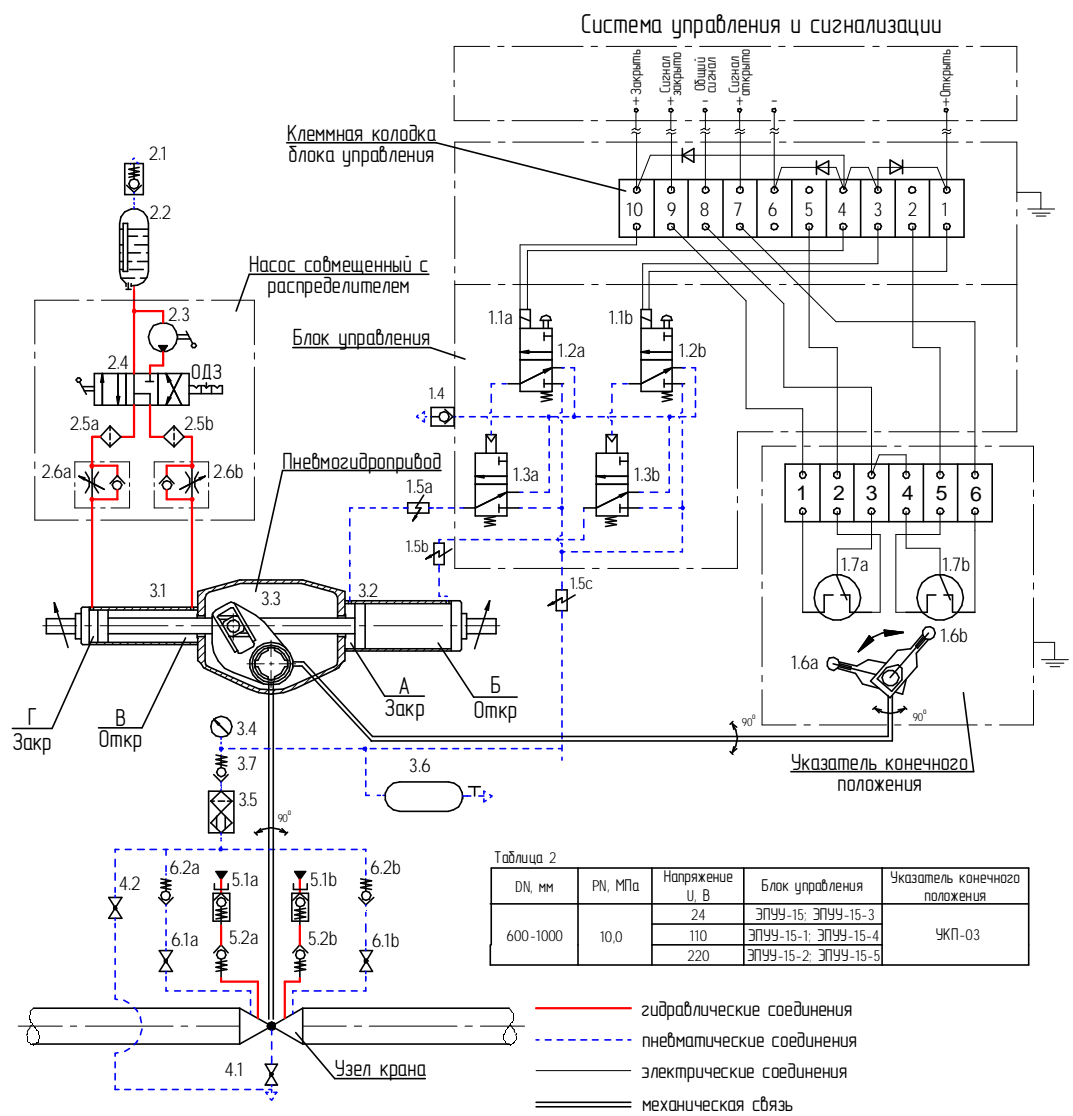 Система управления и сигнализации
+ Закрыть
+ Сигнал закрыто
- Общий сигнал
+ Сигнал открыто
-
+ Открыть
Клеммная колодка
блока управления
10 9 8 7 6 5 4 3 2 1
2.1
2.2
Насос совмещенный с
распределителем
2.3
2.4
ОДЗ
2.5a
2.5b
2.6a
2.6b
Блок управления
1.1a
1.1b
1.2a
1.2b
1.4
1.3a
1.3b
Пневмогидропривод
1.5a
1.5b
1.5c
1 2 3 4 5 6
1.7a
1.7b
1.6b
1.6a
3.1
3.3
3.2
Г
Закр
В
Откр
А
Закр
Б
Откр
90°
90°
Указатель конечного
положения
3.4
3.7
3.5
3.6
90°
4.2
6.2a
5.1a
5.1b
6.2b
6.1a
5.2a
5.2b
6.1b
4.1
Узел крана
Таблица 2
DN, мм
PN, МПа
Напряжение
U, В
Блок управления
Указатель конечного
положения
600-1000
10,0
24
ЭПУУ-15; ЭПУУ-15-3
110
ЭПУУ-15-1; ЭПУУ-15-4
220
ЭПУУ-15-2; ЭПУУ-15-5
УКП-03
гидравлические соединения
пневматические соединения
электрические соединения
механическая связь